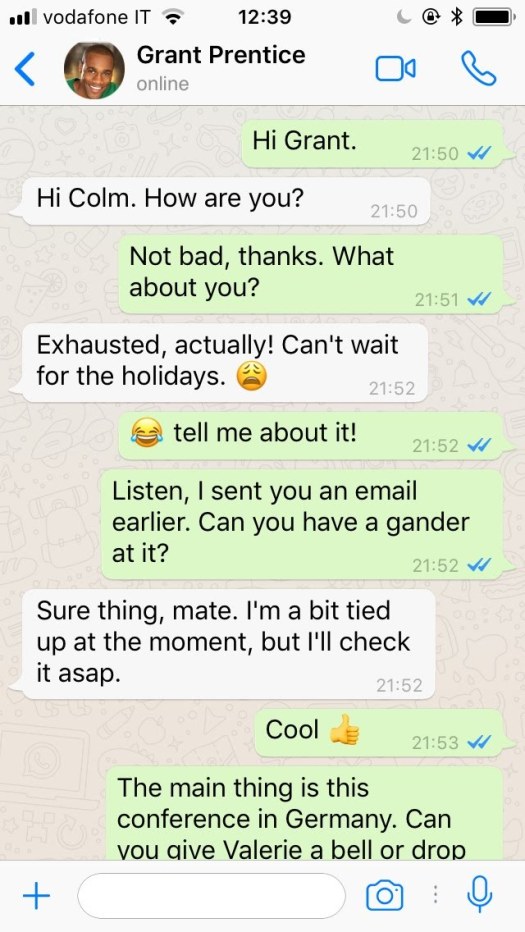 vodafone IT 12:39
Grant Prentice
online
Hi Grant.
21:50
Hi Colm. How are you?
21:50
Not bad, thanks. What
about you?
21:51
Exhausted, actually! Can't wait
for the holidays. 😩
21:52
😂 tell me about it!
21:52
Listen, I sent you an email
earlier. Can you have a gander
at it?
21:52
Sure thing, mate. I'm a bit tied
up at the moment, but I'll check
it asap.
21:52
Cool 👍
21:53
The main thing is this
conference in Germany. Can
you give Valerie a bell or drop